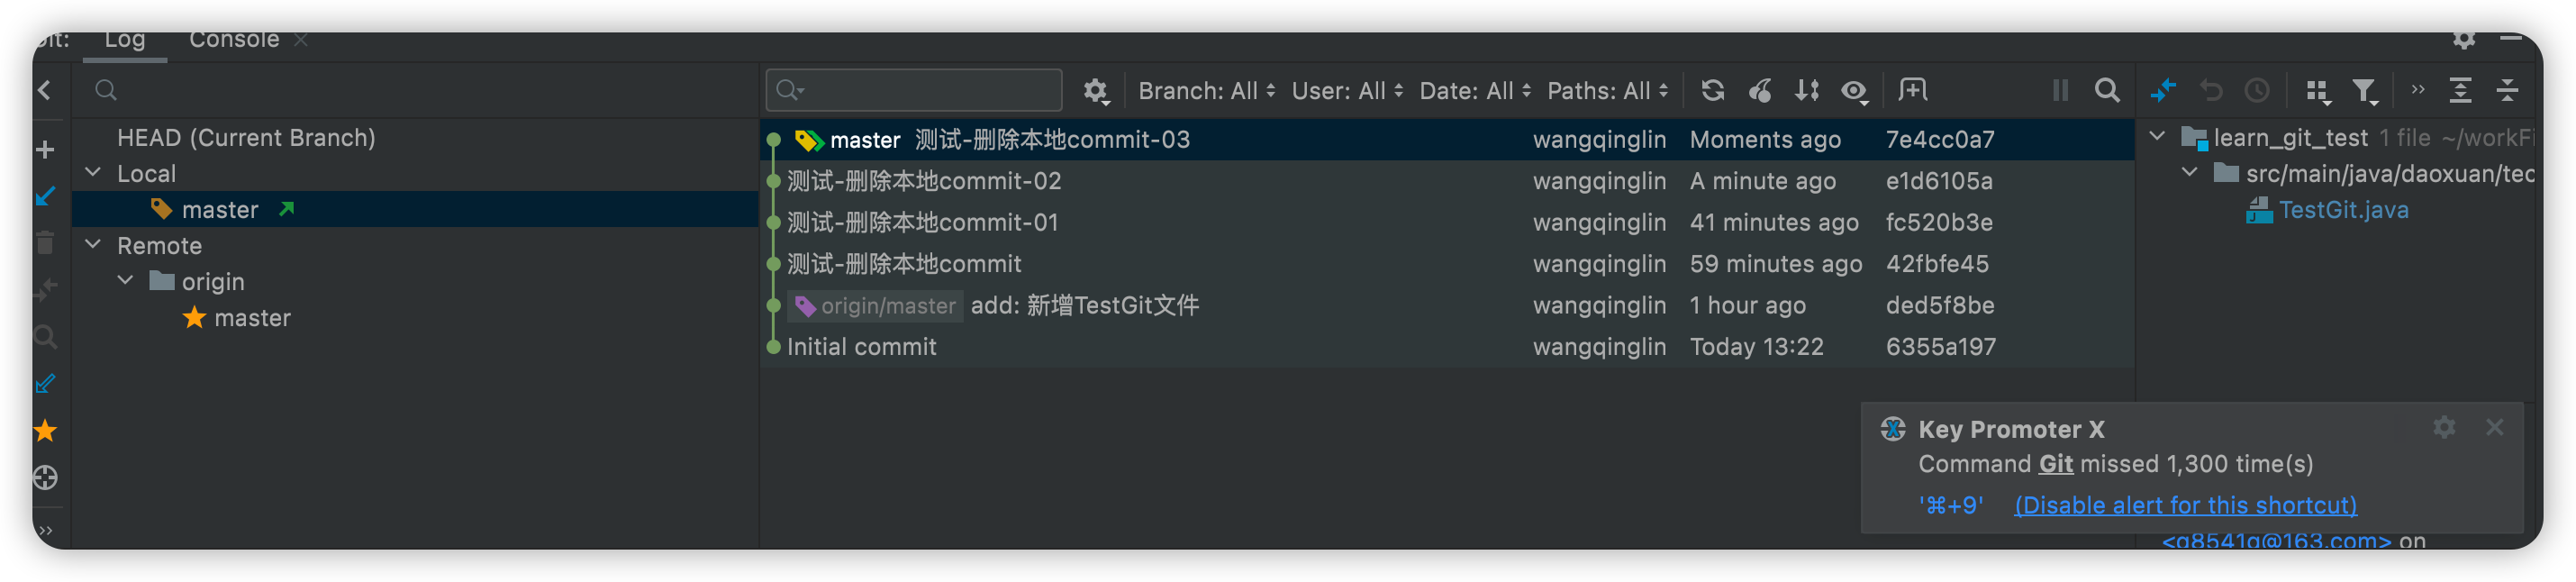 Git:
Log
Console
Branch: All
User: All
Date: All
Paths: All
HEAD (Current Branch)
Local
master
Remote
origin
master
master 测试-删除本地commit-03 wangqinglin Moments ago 7e4cc0a7
测试-删除本地commit-02 wangqinglin A minute ago e1d6105a
测试-删除本地commit-01 wangqinglin 41 minutes ago fc520b3e
测试-删除本地commit wangqinglin 59 minutes ago 42fbfe45
origin/master add: 新增TestGit文件 wangqinglin 1 hour ago ded5f8be
Initial commit wangqinglin Today 13:22 6355a197
learn_git_test 1 file ~/workFi
src/main/java/daoxuan/tec
TestGit.java
Key Promoter X
Command Git missed 1,300 time(s)
'⌘+9' (Disable alert for this shortcut)
<q8541q@163.com> on